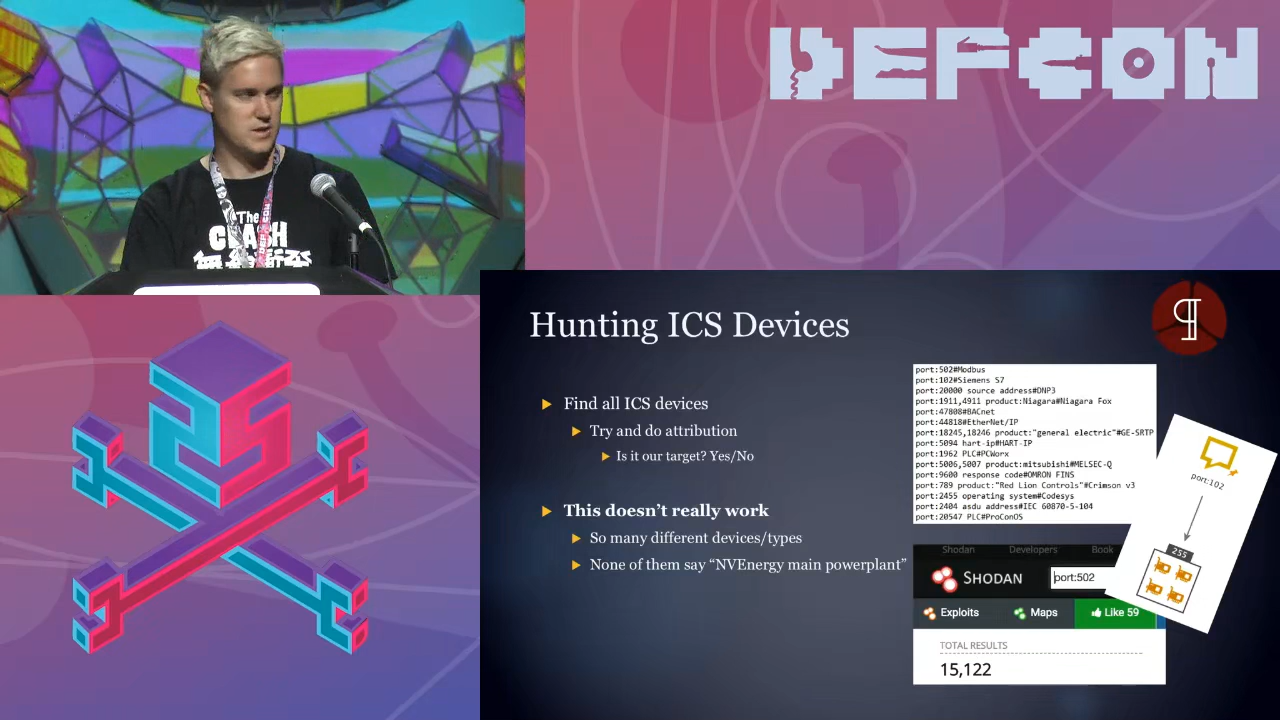 DEFCON
The
CLASH
DEF CON
Hunting ICS Devices
¶
Find all ICS devices
Try and do attribution
Is it our target? Yes/No
This doesn't really work
So many different devices/types
None of them say “NVEnergy main powerplant”
port:502#Modbus
port:102#Siemens S7
port:20000 source address#DNP3
port:1911,4911 product:Niagara#Niagara Fox
port:47808#BACnet
port:44818#EtherNet/IP
port:18245,18246 product:"general electric"#GE-SRTP
port:5094 hart-ip#HART-IP
port:1962 PLC#PCWorx
port:5006,5007 product:mitsubishi#MELSEC-Q
port:9600 response code#OMRON FINS
port:789 product:"Red Lion Controls"#Crimson v3
port:2455 operating system#Codesys
port:2404 asdu address#IEC 60870-5-104
port:20547 PLC#ProConOS
port:102
255
Shodan Developers Book
SHODAN port:502
Exploits Maps Like 59
TOTAL RESULTS
15,122